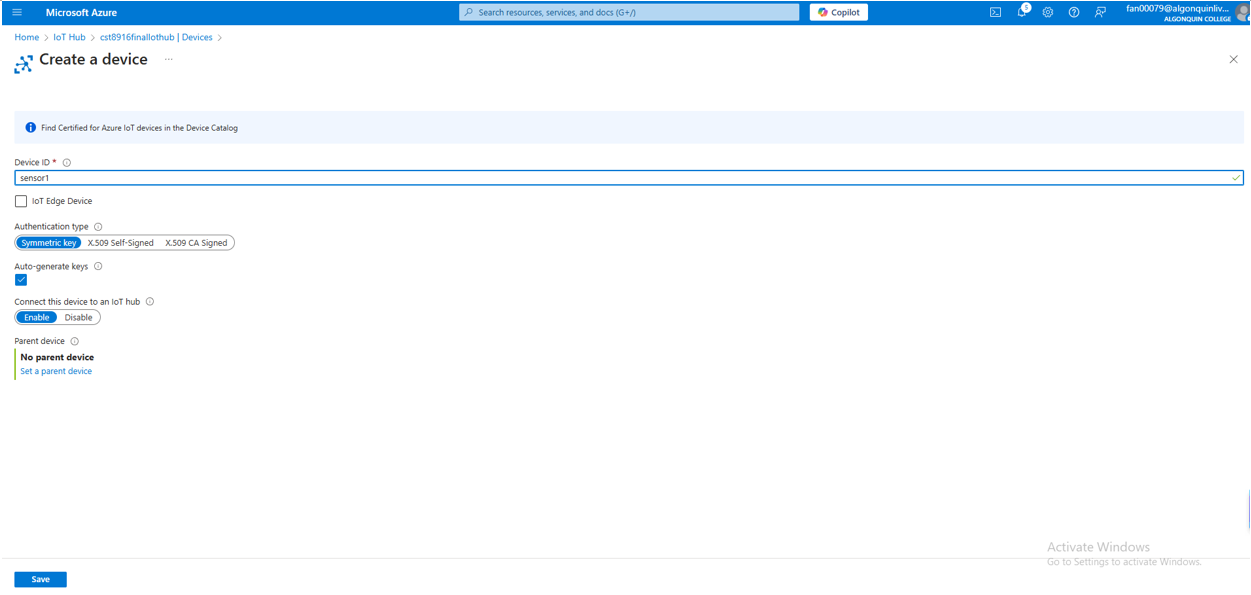 Microsoft Azure
Search resources, services, and docs (G+/)
Copilot
5
fan00079@algonquinliv...
ALGONQUIN COLLEGE
Home > IoT Hub > cst8916finalIothub | Devices >
Create a device ...
Find Certified for Azure IoT devices in the Device Catalog
Device ID *
sensor1
IoT Edge Device
Authentication type
Symmetric key X.509 Self-Signed X.509 CA Signed
Auto-generate keys
Connect this device to an IoT hub
Enable Disable
Parent device
No parent device
Set a parent device
Activate Windows
Go to Settings to activate Windows.
Save